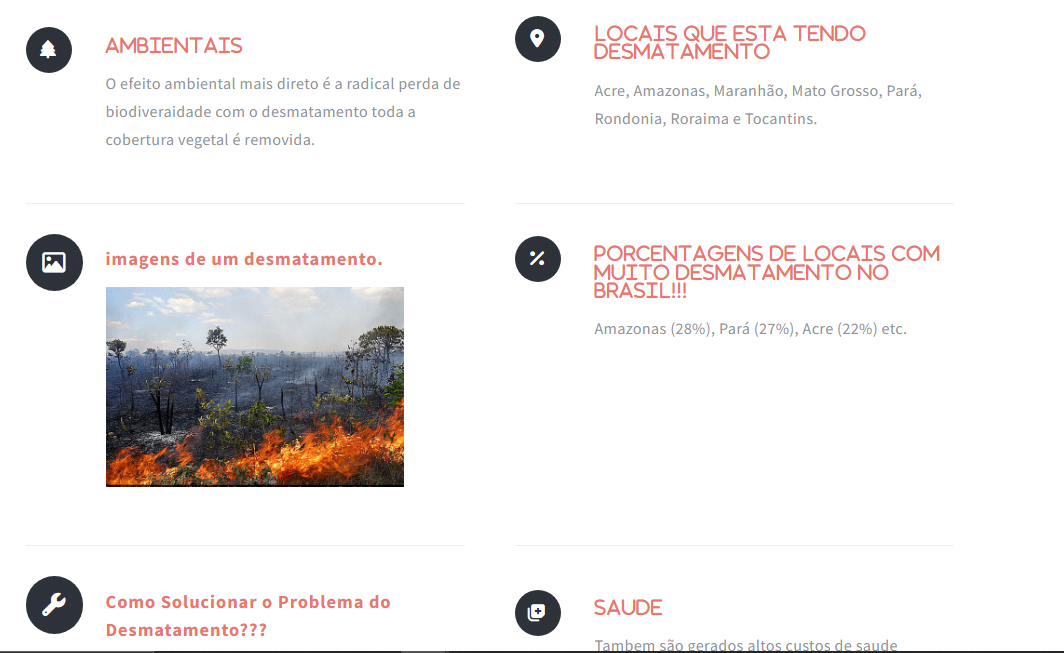 AMBIENTAIS
O efeito ambiental mais direto é a radical perda de
biodiveraidade com o desmatamento toda a
cobertura vegetal é removida.
LOCAIS QUE ESTA TENDO
DESMATAMENTO
Acre, Amazonas, Maranhão, Mato Grosso, Pará,
Rondonia, Roraima e Tocantins.
imagens de um desmatamento.
PORCENTAGENS DE LOCAIS COM
MUITO DESMATAMENTO NO
BRASIL!!!
Amazonas (28%), Pará (27%), Acre (22%) etc.
Como Solucionar o Problema do
Desmatamento???
SAUDE
Tambem são gerados altos custos de saude